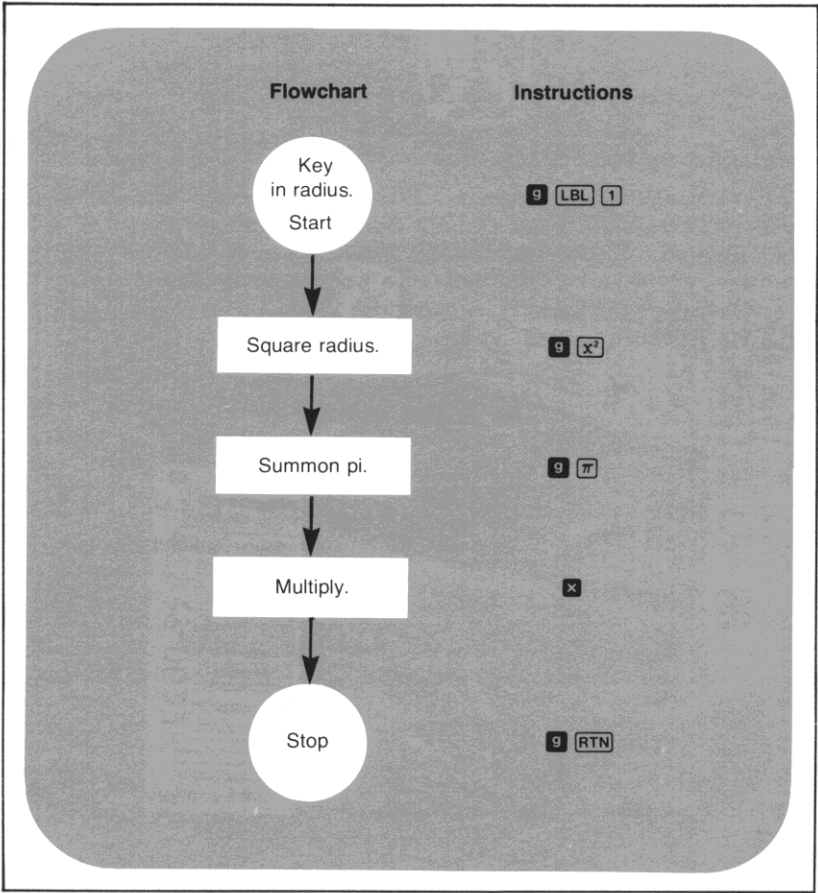 Flowchart Instructions
Key
in radius.
Start
g LBL 1
Square radius.
g x²
Summon pi.
g π
Multiply.
×
Stop
g RTN